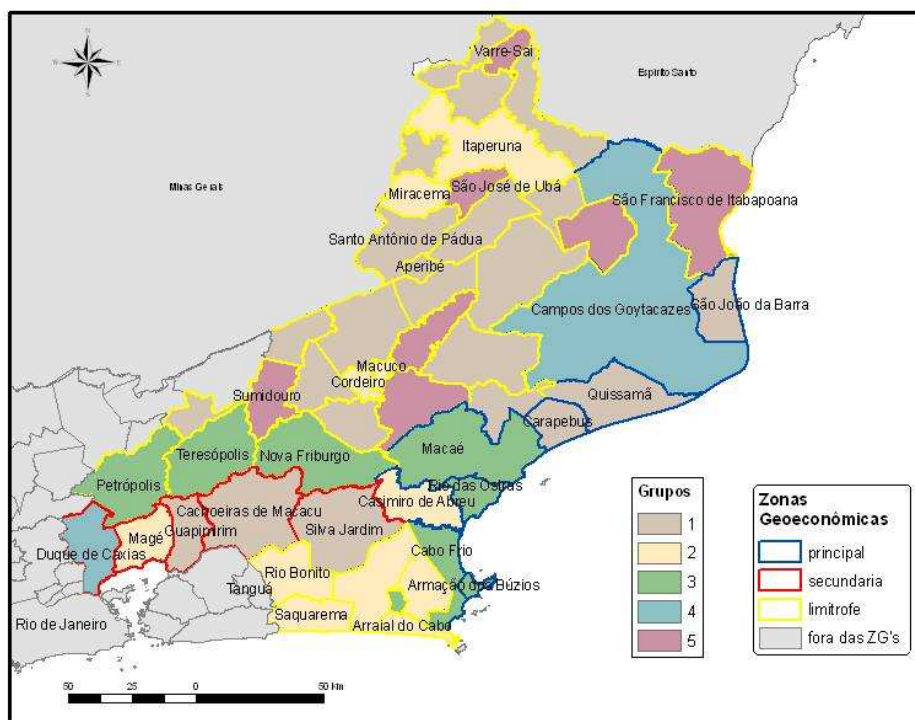 Varre-Sai
Espirito Santo
Itaperuna
Minas Gerais
Miracema
São José de Ubá
São Francisco de Itabapoana
Santo Antônio de Pádua
Aperibé
Campos dos Goytacazes
São João da Barra
Macuco
Cordeiro
Sumidouro
Quissamã
Carapebus
Teresópolis
Nova Friburgo
Macaé
Petrópolis
Rio das Ostras
Casimiro de Abreu
Cachoeiras de Macacu
Magé
Guapimirim
Silva Jardim
Duque de Caxias
Cabo Frio
Rio Bonito
Tanguá
Armação dos Búzios
Saquarema
Rio de Janeiro
Arraial do Cabo
Grupos
1
2
3
4
5
Zonas
Geoeconômicas
principal
secundaria
limitrofe
fora das ZG's
50 25 0 50 Km